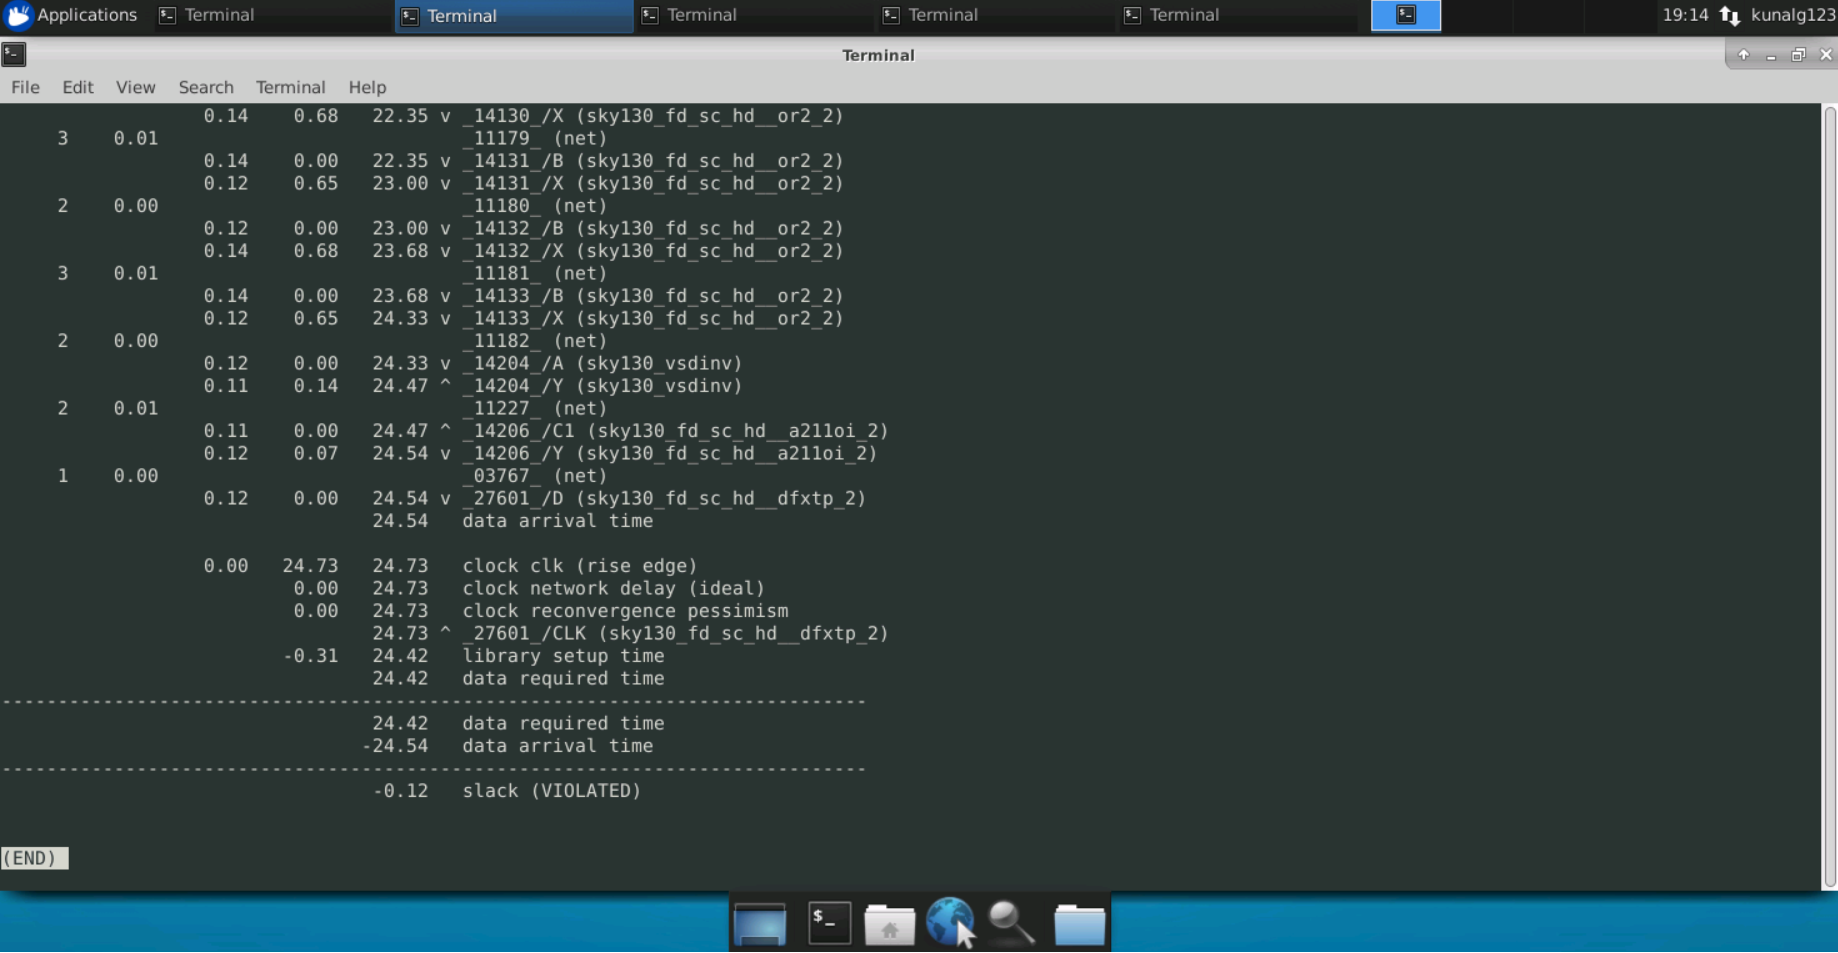 Applications Terminal Terminal Terminal Terminal Terminal 19:14 kunalg123
Terminal
File Edit View Search Terminal Help
0.14 0.68 22.35 v _14130_/X (sky130_fd_sc_hd__or2_2)
3 0.01 _11179_ (net)
0.14 0.00 22.35 v _14131_/B (sky130_fd_sc_hd__or2_2)
0.12 0.65 23.00 v _14131_/X (sky130_fd_sc_hd__or2_2)
2 0.00 _11180_ (net)
0.12 0.00 23.00 v _14132_/B (sky130_fd_sc_hd__or2_2)
0.14 0.68 23.68 v _14132_/X (sky130_fd_sc_hd__or2_2)
3 0.01 _11181_ (net)
0.14 0.00 23.68 v _14133_/B (sky130_fd_sc_hd__or2_2)
0.12 0.65 24.33 v _14133_/X (sky130_fd_sc_hd__or2_2)
2 0.00 _11182_ (net)
0.12 0.00 24.33 v _14204_/A (sky130_vsdinv)
0.11 0.14 24.47 ^ _14204_/Y (sky130_vsdinv)
2 0.01 _11227_ (net)
0.11 0.00 24.47 ^ _14206_/C1 (sky130_fd_sc_hd__a211oi_2)
0.12 0.07 24.54 v _14206_/Y (sky130_fd_sc_hd__a211oi_2)
1 0.00 _03767_ (net)
0.12 0.00 24.54 v _27601_/D (sky130_fd_sc_hd__dfxtp_2)
24.54 data arrival time
0.00 24.73 24.73 clock clk (rise edge)
0.00 24.73 clock network delay (ideal)
0.00 24.73 clock reconvergence pessimism
24.73 ^ _27601_/CLK (sky130_fd_sc_hd__dfxtp_2)
-0.31 24.42 library setup time
24.42 data required time
-----------------------------------------------------------------------------
24.42 data required time
-24.54 data arrival time
-----------------------------------------------------------------------------
-0.12 slack (VIOLATED)
(END)